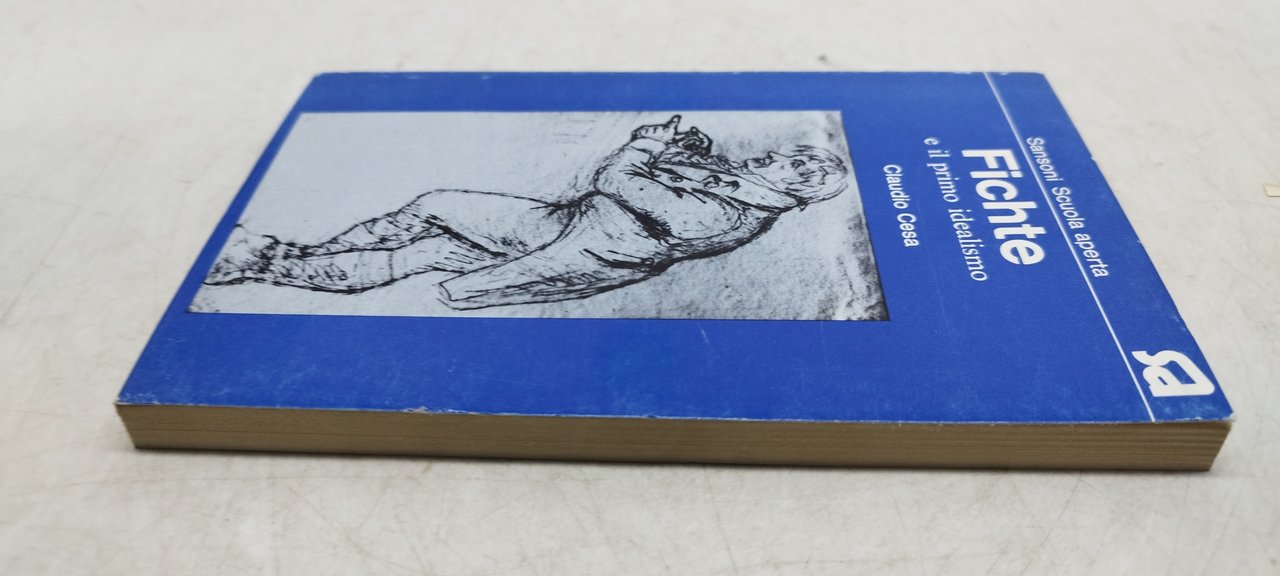 Sansoni Scuola aperta
Sa
Fichte
e il primo idealismo
Claudio Cesa